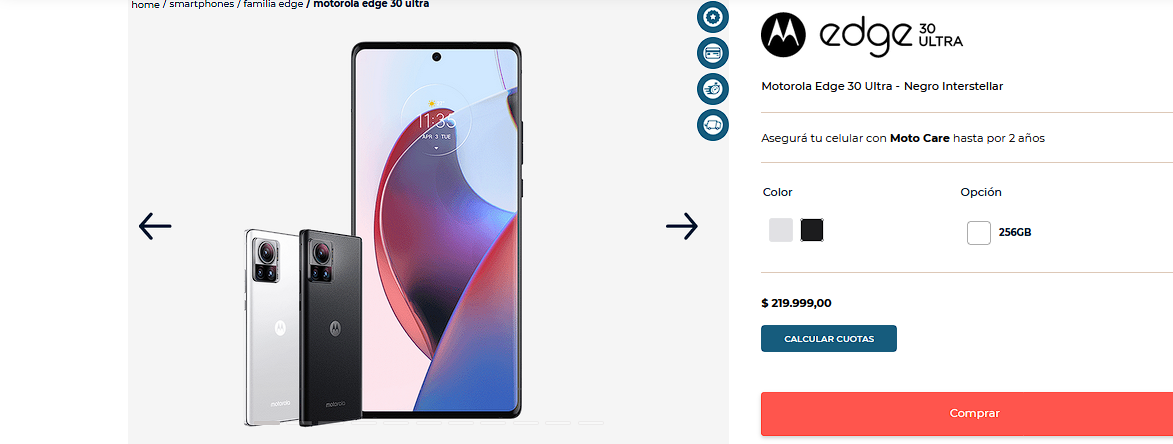 home / smartphones / familia edge / motorola edge 30 ultra
11:35
APR 3 TUE
motorola
motorola
edge 30 ULTRA
Motorola Edge 30 Ultra - Negro Interstellar
Asegurá tu celular con Moto Care hasta por 2 años
Color
Opción
256GB
$ 219.999,00
CALCULAR CUOTAS
Comprar